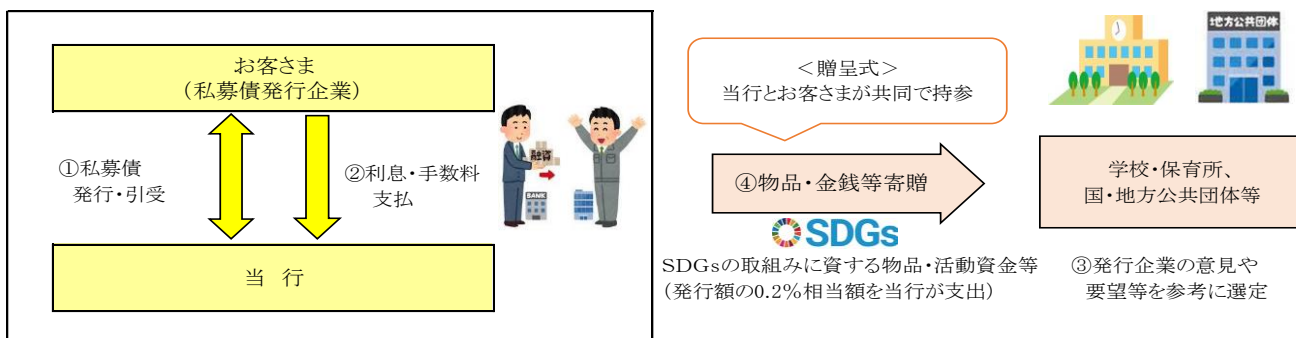 お客さま
(私募債発行企業)
①私募債
発行・引受
②利息・手数料
支払
融資
BANK
当 行
<贈呈式>
当行とお客さまが共同で持参
④物品・金銭等寄贈
SDGs
SDGsの取組みに資する物品・活動資金等
(発行額の0.2%相当額を当行が支出)
地方公共団体
学校・保育所、
国・地方公共団体等
③発行企業の意見や
要望等を参考に選定